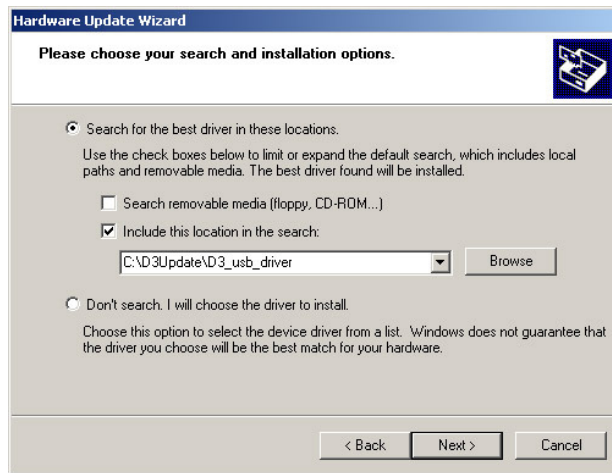 Hardware Update Wizard
Please choose your search and installation options.
Search for the best driver in these locations.
Use the check boxes below to limit or expand the default search, which includes local
paths and removable media. The best driver found will be installed.
Search removable media (floppy, CD-ROM...)
Include this location in the search:
C:\D3Update\D3_usb_driver
Browse
Don't search. I will choose the driver to install.
Choose this option to select the device driver from a list. Windows does not guarantee that
the driver you choose will be the best match for your hardware.
< Back
Next >
Cancel